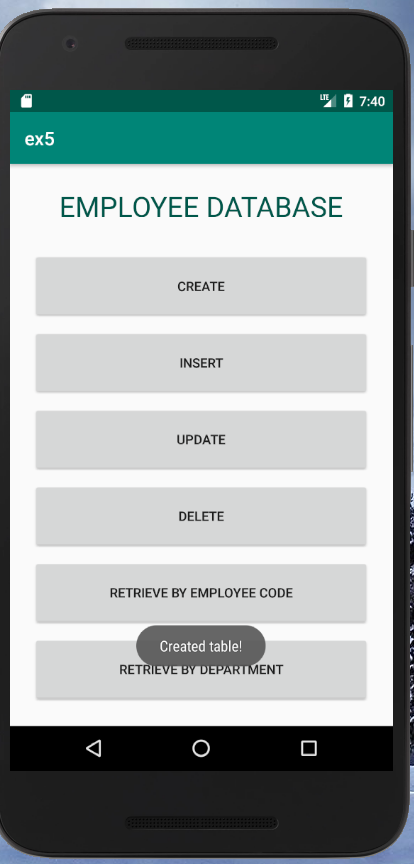 LTE 7:40
ex5
EMPLOYEE DATABASE
CREATE
INSERT
UPDATE
DELETE
RETRIEVE BY EMPLOYEE CODE
Created table!
RETRIEVE BY DEPARTMENT